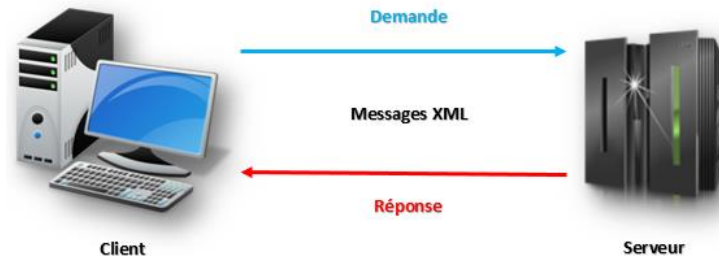 Demande
Messages XML
Réponse
Client
Serveur